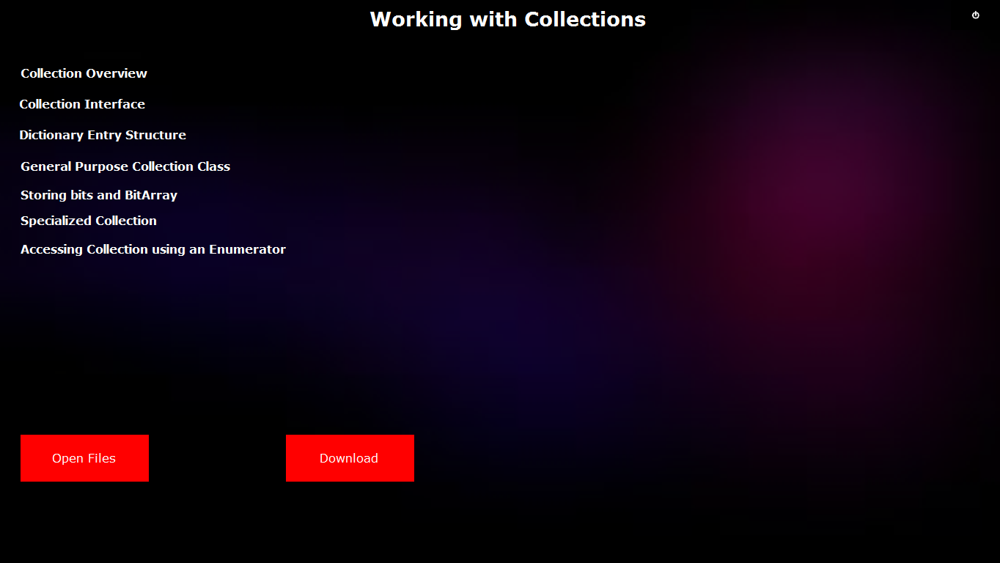 Working with Collections
Collection Overview
Collection Interface
Dictionary Entry Structure
General Purpose Collection Class
Storing bits and BitArray
Specialized Collection
Accessing Collection using an Enumerator
Open Files
Download